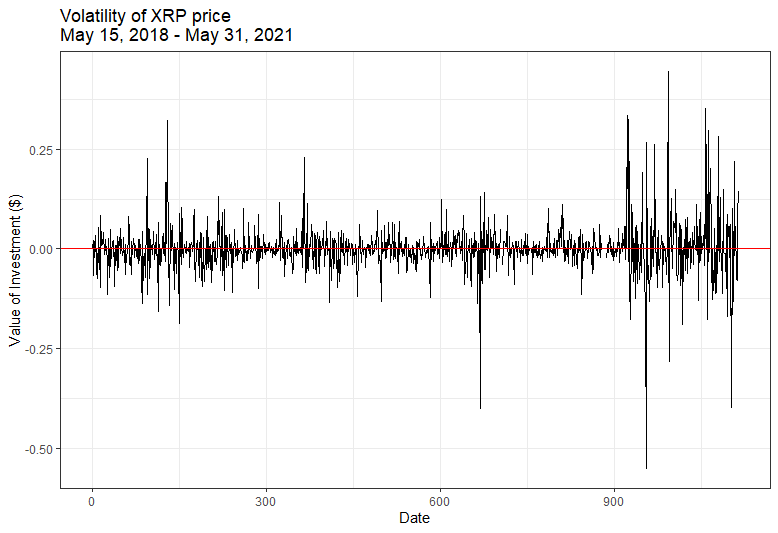 Volatility of XRP price
May 15, 2018 - May 31, 2021
Value of Investment ($)
0.25
0.00
-0.25
-0.50
0
300
600
900
Date